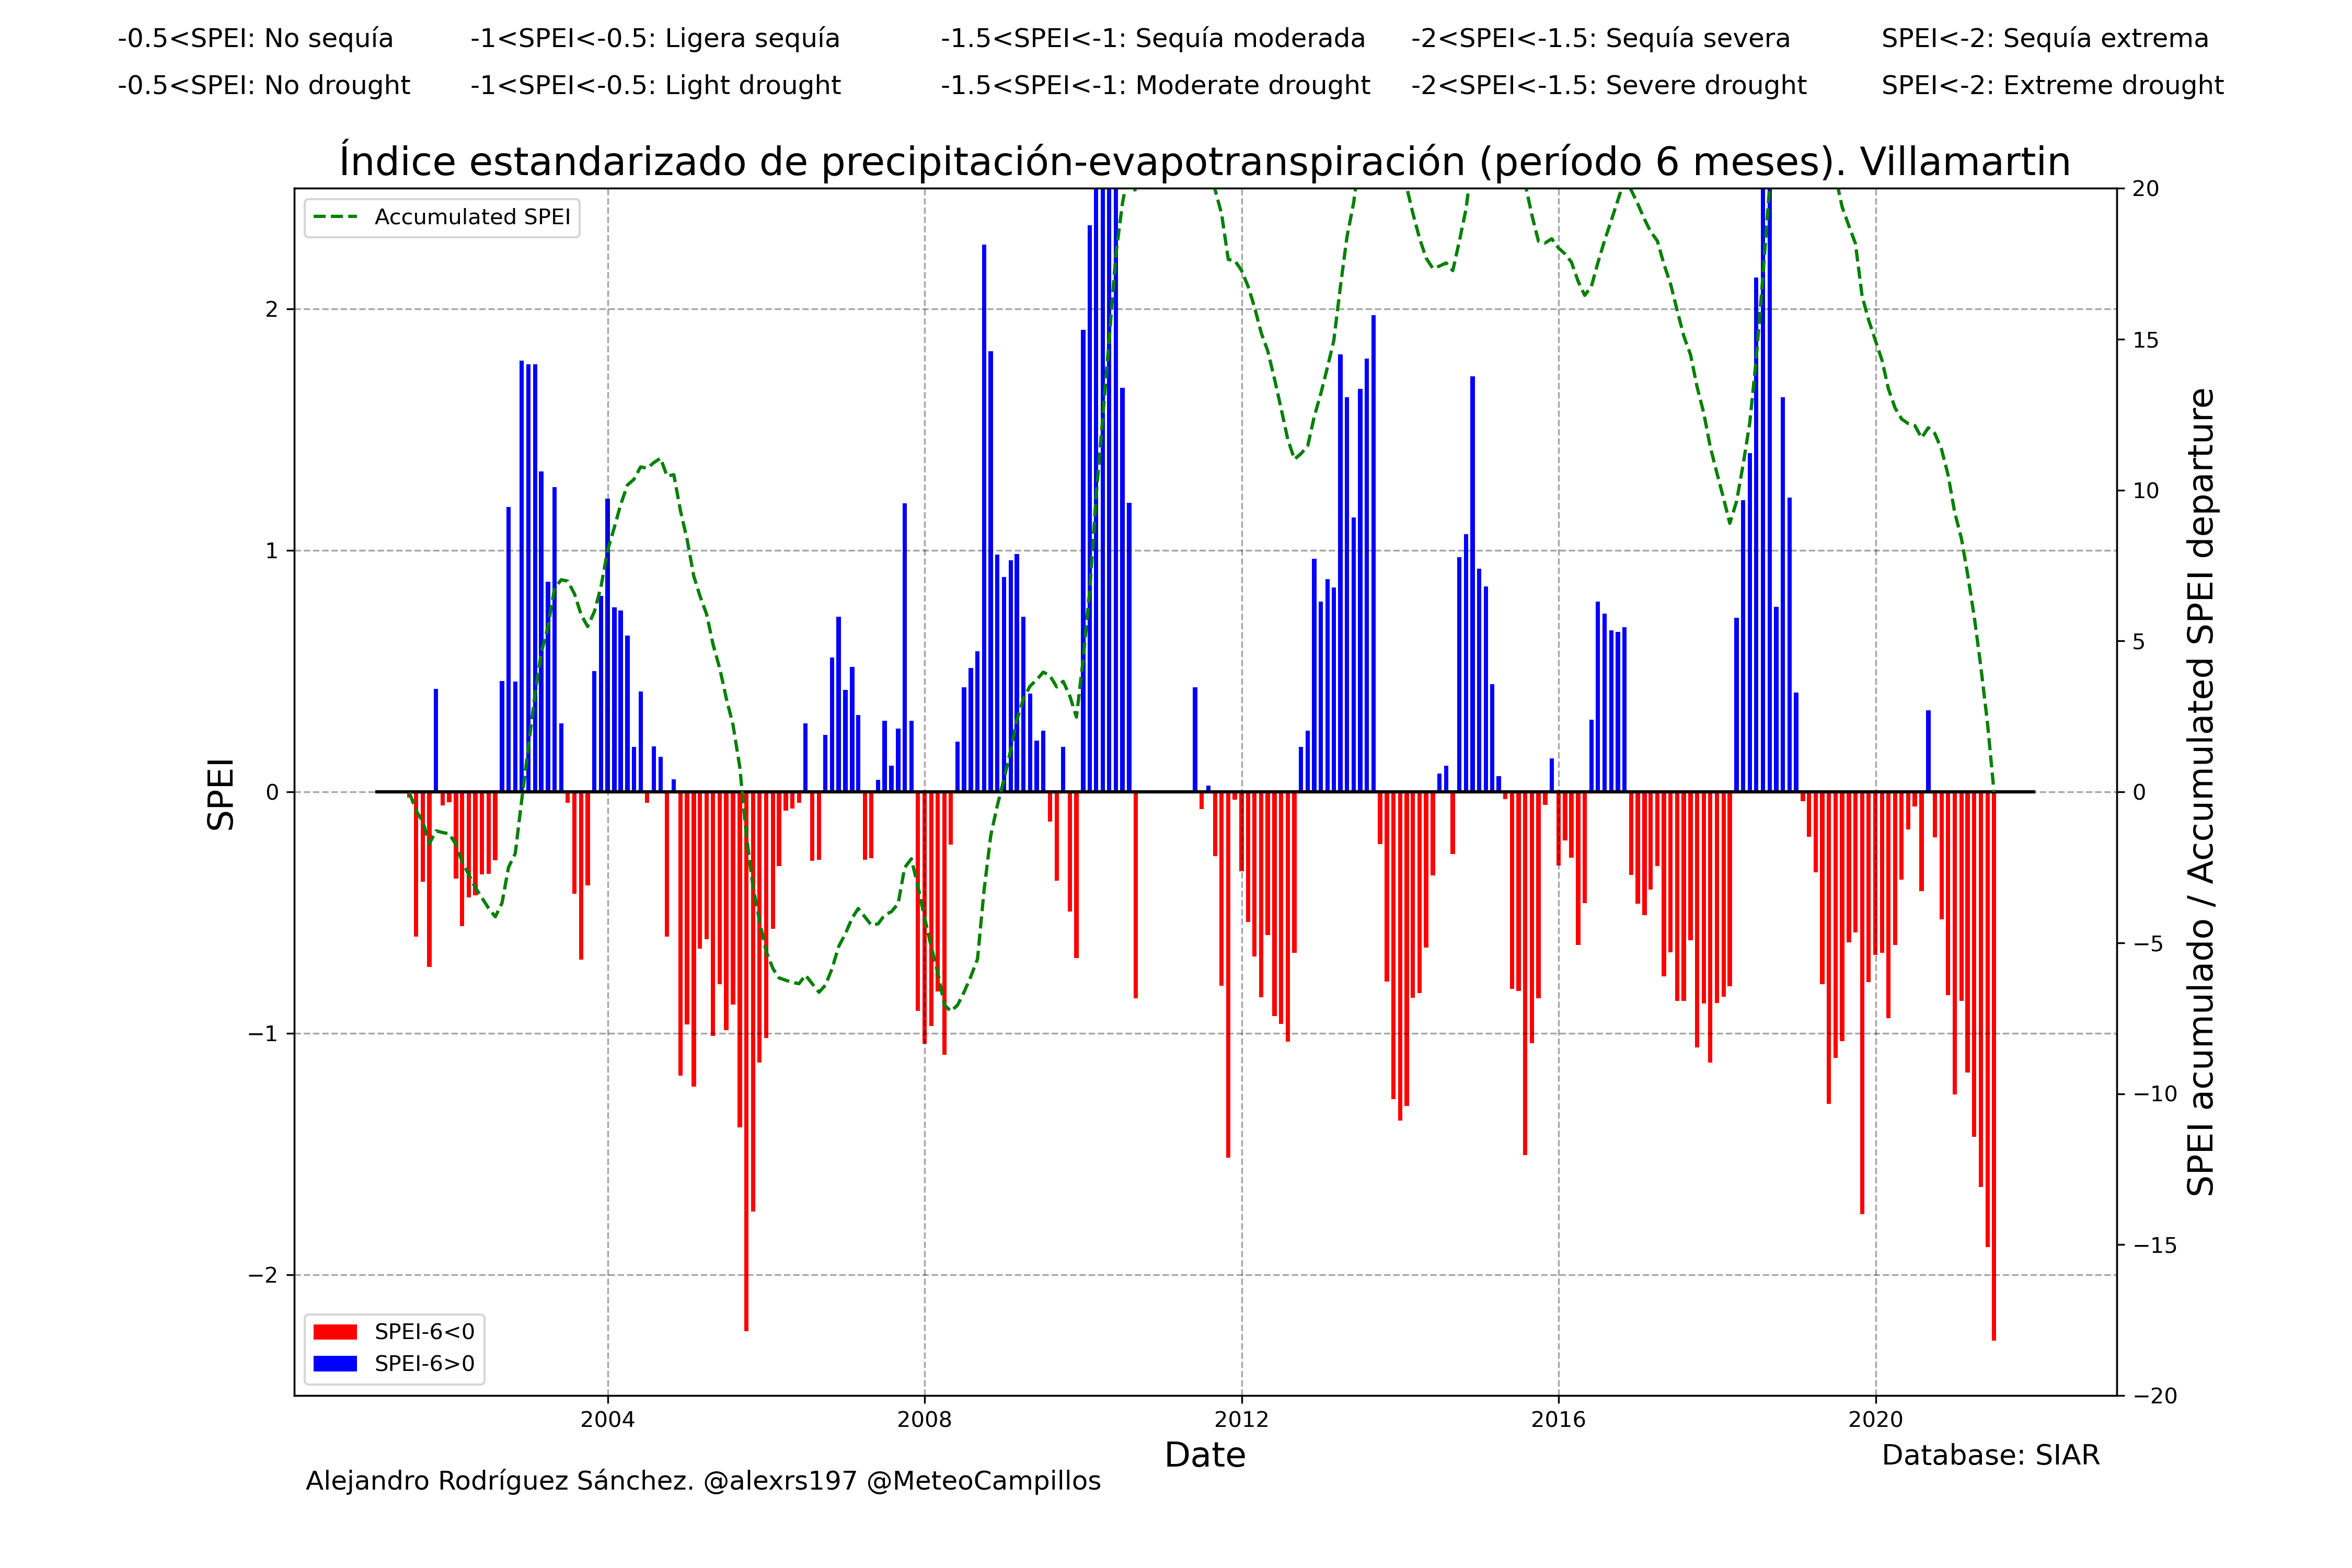 -0.5<SPEI: No sequía -1<SPEI<-0.5: Ligera sequía -1.5<SPEI<-1: Sequía moderada -2<SPEI<-1.5: Sequía severa SPEI<-2: Sequía extrema
-0.5<SPEI: No drought -1<SPEI<-0.5: Light drought -1.5<SPEI<-1: Moderate drought -2<SPEI<-1.5: Severe drought SPEI<-2: Extreme drought
Índice estandarizado de precipitación-evapotranspiración (período 6 meses). Villamartin
Accumulated SPEI
SPEI
2
1
0
−1
−2
20
15
10
5
0
−5
−10
−15
−20
SPEI acumulado / Accumulated SPEI departure
SPEI-6<0
SPEI-6>0
2004 2008 2012 2016 2020
Date
Database: SIAR
Alejandro Rodríguez Sánchez. @alexrs197 @MeteoCampillos